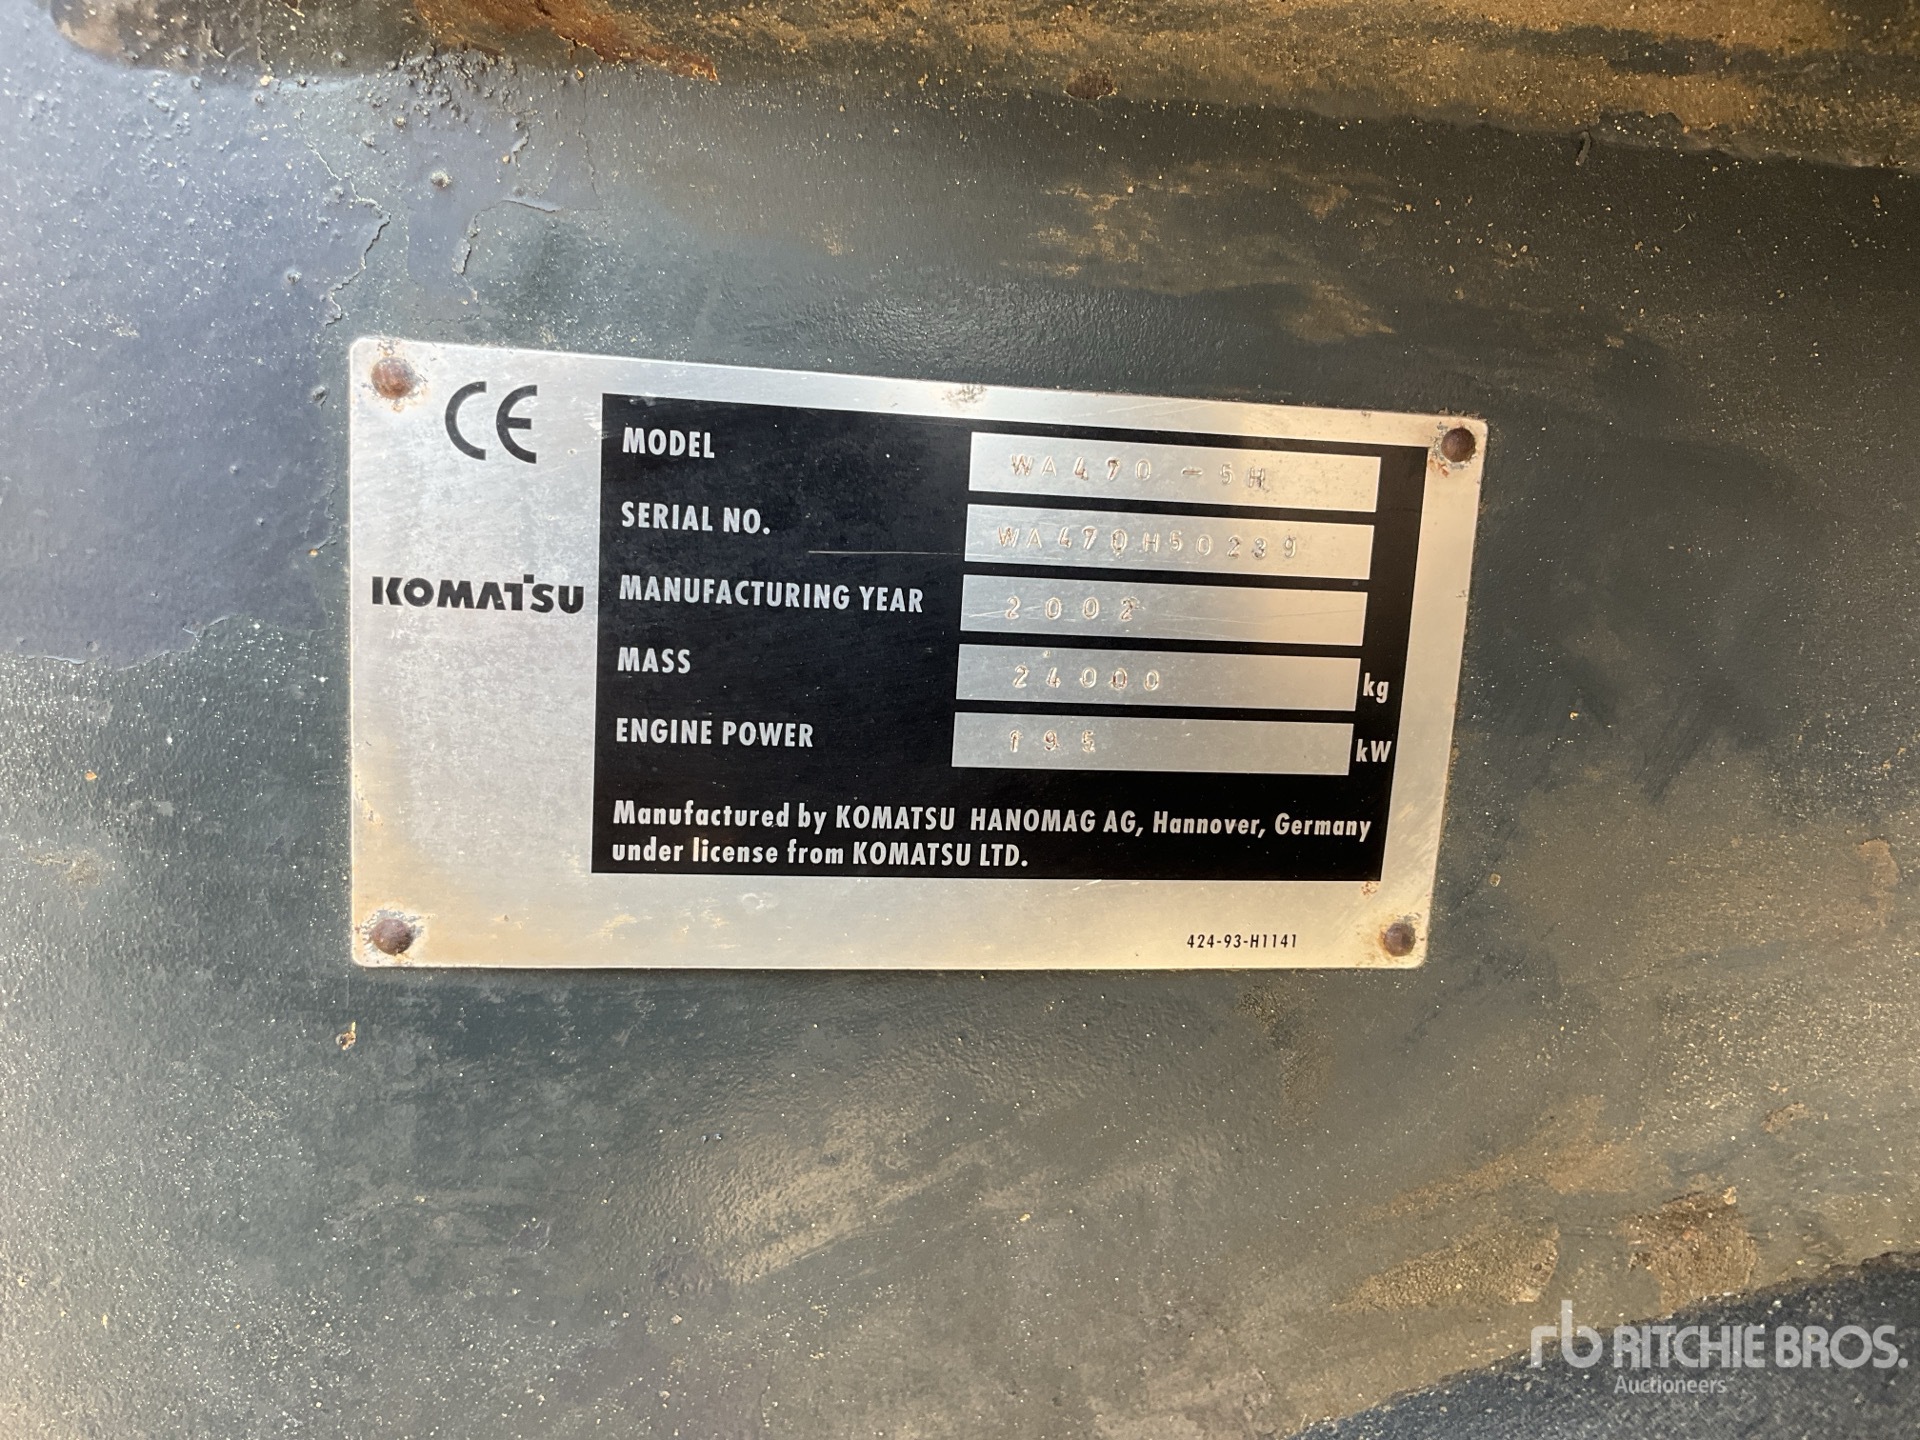 CE
KOMATSU
MODEL WA470-5H
SERIAL NO. WA470H50239
MANUFACTURING YEAR 2002
MASS 24000 kg
ENGINE POWER 195 kW
Manufactured by KOMATSU HANOMAG AG, Hannover, Germany
under license from KOMATSU LTD.
424-93-H1141
rb RITCHIE BROS.
Auctioneers